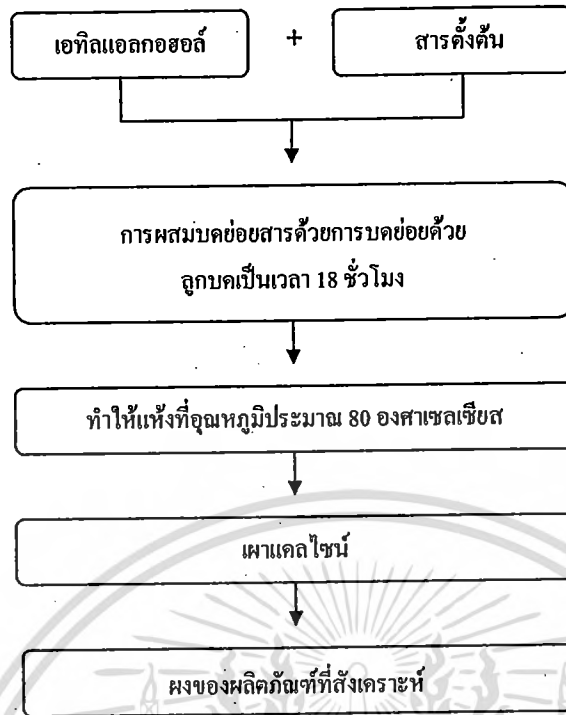 เอทิลแอลกอฮอล์ + สารตั้งต้น
การผสมบดย่อยสารด้วยการบดย่อยด้วย
ลูกบดเป็นเวลา 18 ชั่วโมง
ทำให้แห้งที่อุณหภูมิประมาณ 80 องศาเซลเซียส
เผาแคลไซน์
ผงของผลิตภัณฑ์ที่สังเคราะห์